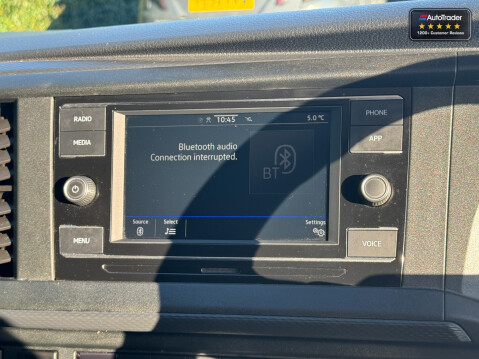 AutoTrader
1200+ Customer Reviews
RADIO
MEDIA
MENU
10:45
5.0 °C
Bluetooth audio
Connection interrupted.
BT
Source
Select
Settings
PHONE
APP
VOICE